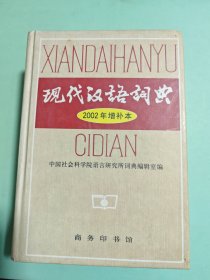 XIANDAIHANYU
现代汉语词典
2002年增补本
CIDIAN
中国社会科学院语言研究所词典编辑室编
商务印书馆